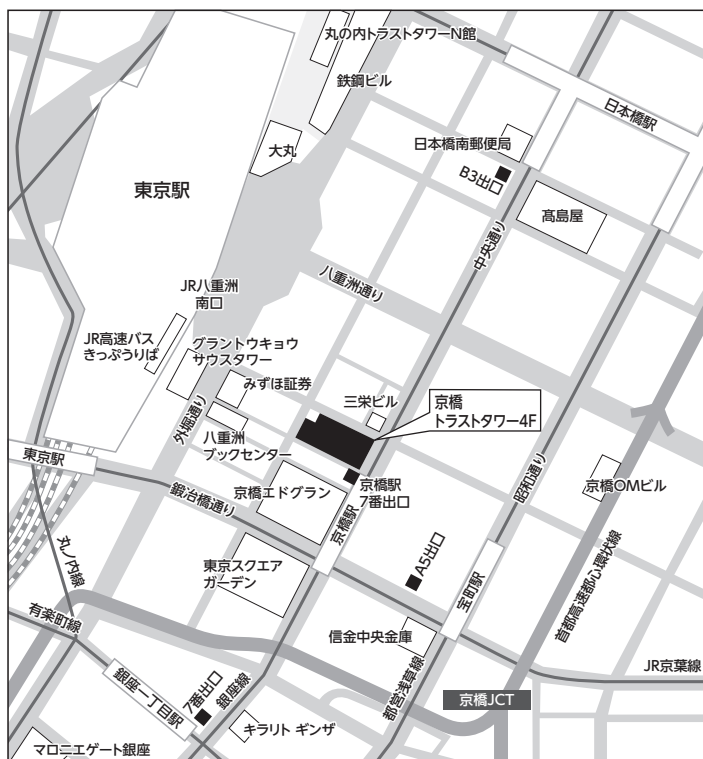 丸の内トラストタワーN館
鉄鋼ビル
日本橋駅
大丸
日本橋南郵便局
東京駅
B3出口
髙島屋
中央通り
八重洲通り
JR八重洲
南口
JR高速バス
きっぷうりば
グラントウキョウ
サウスタワー
みずほ証券
三栄ビル
京橋
トラストタワー4F
外堀通り
八重洲
ブックセンター
東京駅
京橋駅
7番出口
昭和通り
京橋OMビル
京橋エドグラン
鍛冶橋通り
京橋駅
丸ノ内線
東京スクエア
ガーデン
A5出口
宝町駅
首都高速都心環状線
有楽町線
信金中央金庫
JR京葉線
銀座一丁目駅
7番出口
銀座線
都営浅草線
京橋JCT
キラリト ギンザ
マロニエゲート銀座